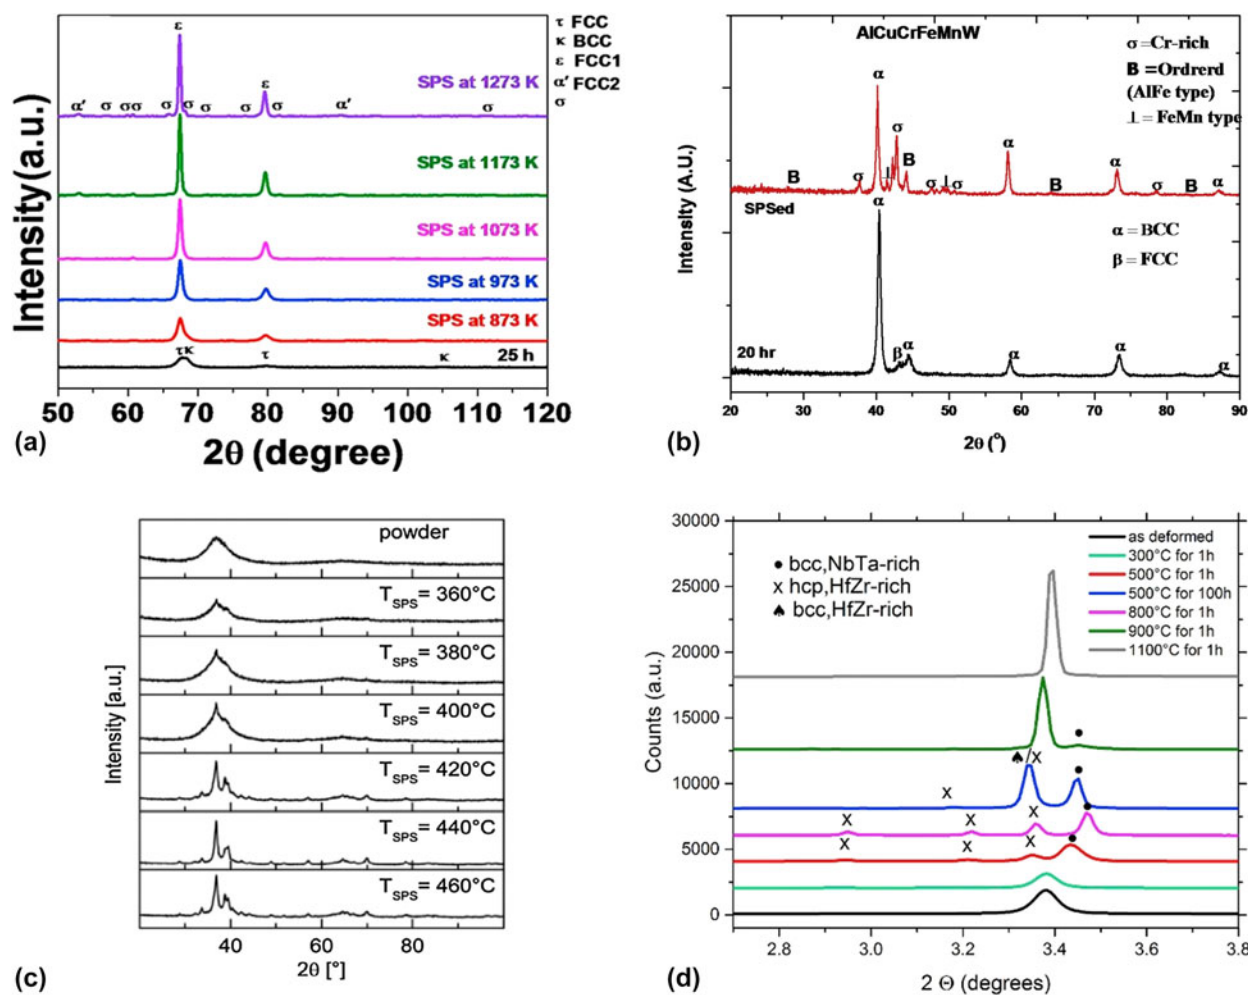 τ FCC
κ BCC
ε FCC1
α' FCC2
σ
ε
SPS at 1273 K
ε
α' σ σσ σ σ σ σ σ α' σ
SPS at 1173 K
SPS at 1073 K
SPS at 973 K
SPS at 873 K
τ κ τ κ 25 h
50 60 70 80 90 100 110 120
2θ (degree)
Intensity(a.u.)
(a)
AlCuCrFeMnW
σ =Cr-rich
B =Ordrerd
(AlFe type)
⊥ = FeMn type
α
σ
α
B σ ⊥ B σ ⊥ σ B α σ B α
SPSed
α
α = BCC
β = FCC
20 hr
β α α α α
20 30 40 50 60 70 80 90
2θ (°)
Intensity (A.U.)
(b)
powder
TSPS= 360°C
TSPS= 380°C
TSPS= 400°C
TSPS= 420°C
TSPS= 440°C
TSPS= 460°C
40 60 80
2θ [°]
Intensity [a.u.]
(c)
30000
25000
20000
15000
10000
5000
0
● bcc,NbTa-rich
x hcp,HfZr-rich
♠ bcc,HfZr-rich
as deformed
300°C for 1h
500°C for 1h
500°C for 100h
800°C for 1h
900°C for 1h
1100°C for 1h
●
♠ / x
x ●
x x x ●
x x x ●
2.8 3.0 3.2 3.4 3.6 3.8
2 Θ (degrees)
Counts (a.u.)
(d)